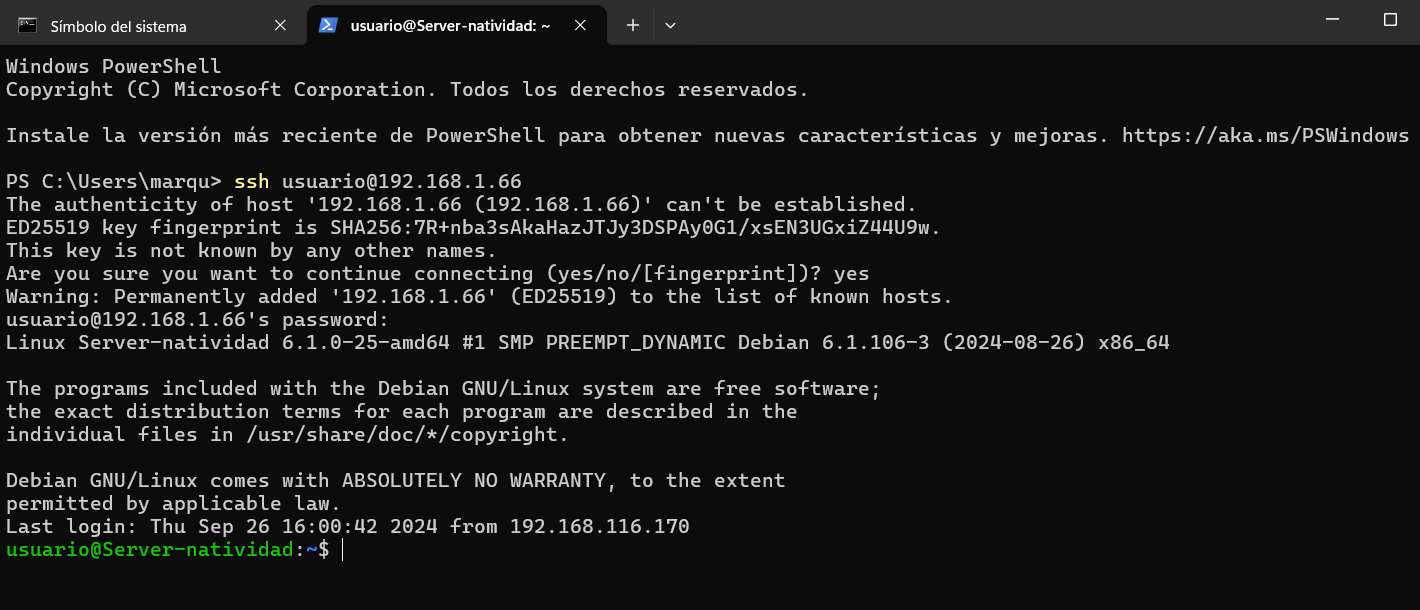 Símbolo del sistema
usuario@Server-natividad: ~
Windows PowerShell
Copyright (C) Microsoft Corporation. Todos los derechos reservados.
Instale la versión más reciente de PowerShell para obtener nuevas características y mejoras. https://aka.ms/PSWindows
PS C:\Users\marqu> ssh usuario@192.168.1.66
The authenticity of host '192.168.1.66 (192.168.1.66)' can't be established.
ED25519 key fingerprint is SHA256:7R+nba3sAkaHazJTJy3DSPAy0G1/xsEN3UGxiZ44U9w.
This key is not known by any other names.
Are you sure you want to continue connecting (yes/no/[fingerprint])? yes
Warning: Permanently added '192.168.1.66' (ED25519) to the list of known hosts.
usuario@192.168.1.66's password:
Linux Server-natividad 6.1.0-25-amd64 #1 SMP PREEMPT_DYNAMIC Debian 6.1.106-3 (2024-08-26) x86_64
The programs included with the Debian GNU/Linux system are free software;
the exact distribution terms for each program are described in the
individual files in /usr/share/doc/*/copyright.
Debian GNU/Linux comes with ABSOLUTELY NO WARRANTY, to the extent
permitted by applicable law.
Last login: Thu Sep 26 16:00:42 2024 from 192.168.116.170
usuario@Server-natividad:~$